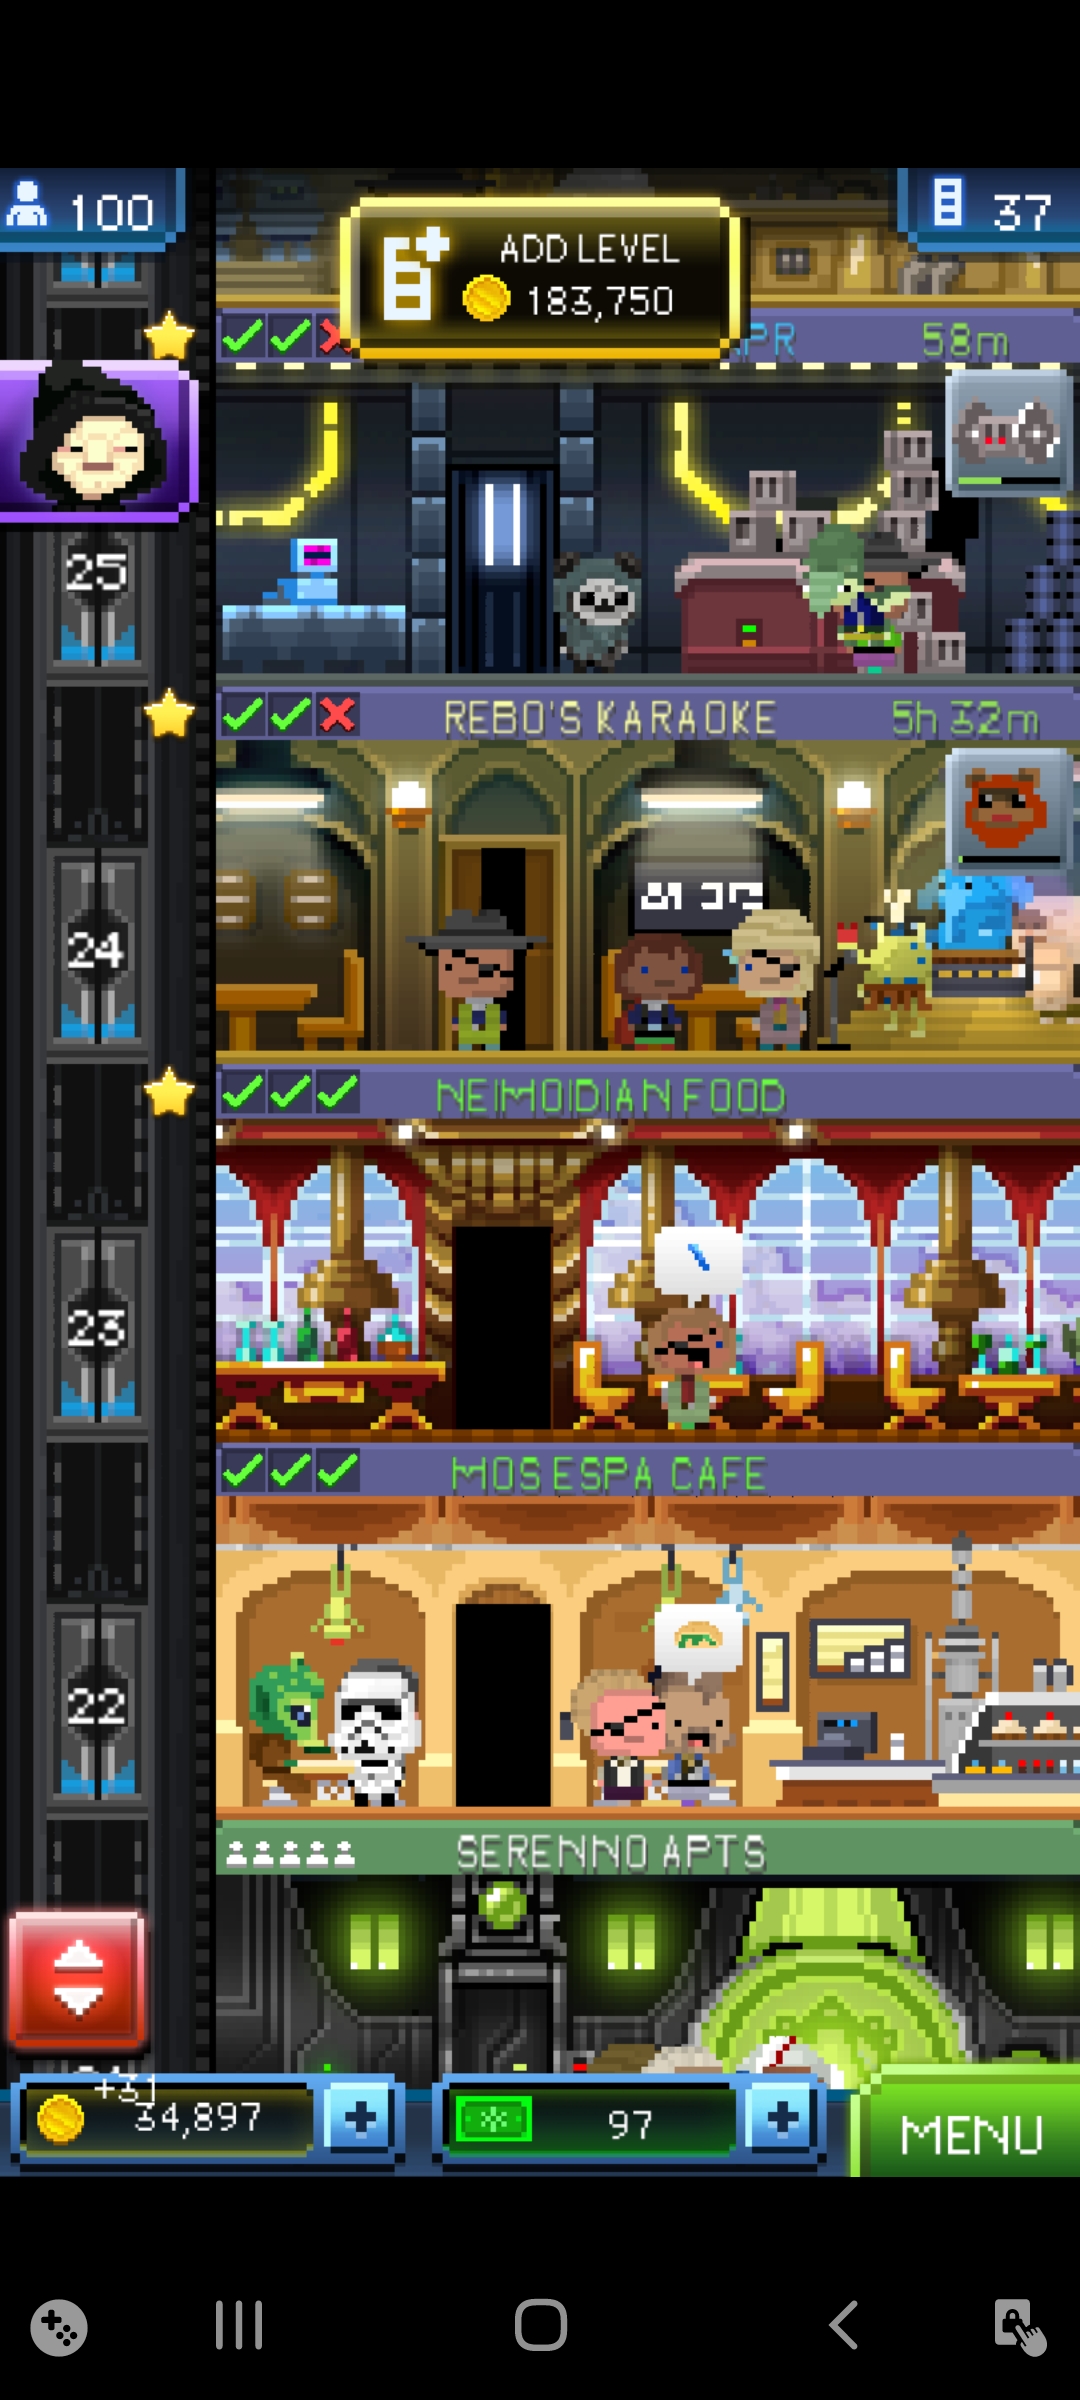 100
37
ADD LEVEL
183,750
PR
58m
25
REBO'S KARAOKE
5h 32m
24
NEIMOIDIAN FOOD
23
MOS ESPA CAFE
22
SERENNO APTS
+31
34,897
97
MENU